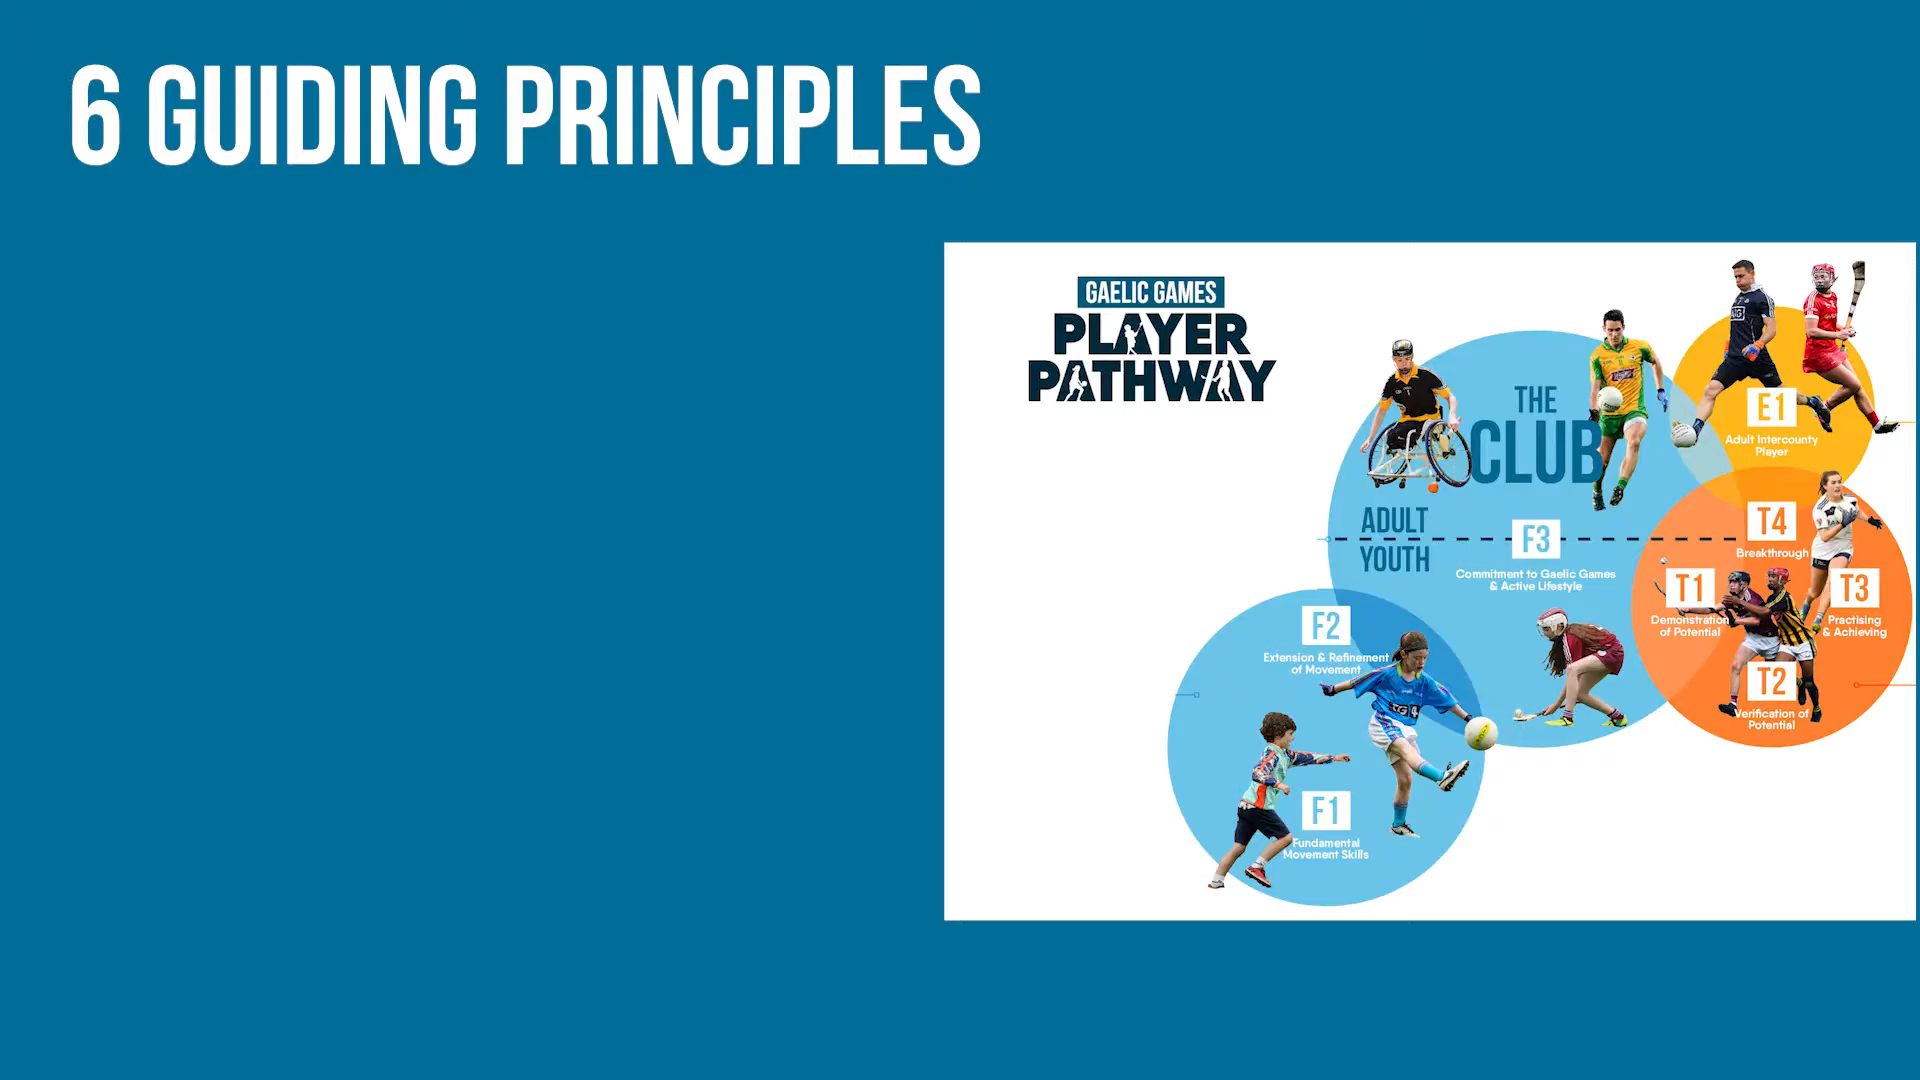 6 GUIDING PRINCIPLES
GAELIC GAMES
PLAYER
PATHWAY
THE
CLUB
ADULT
YOUTH
F3
Commitment to Gaelic Games
& Active Lifestyle
E1
Adult Intercounty
Player
T4
Breakthrough
T1
Demonstration
of Potential
T3
Practising
& Achieving
T2
Verification of
Potential
F2
Extension & Refinement
of Movement
F1
Fundamental
Movement Skills